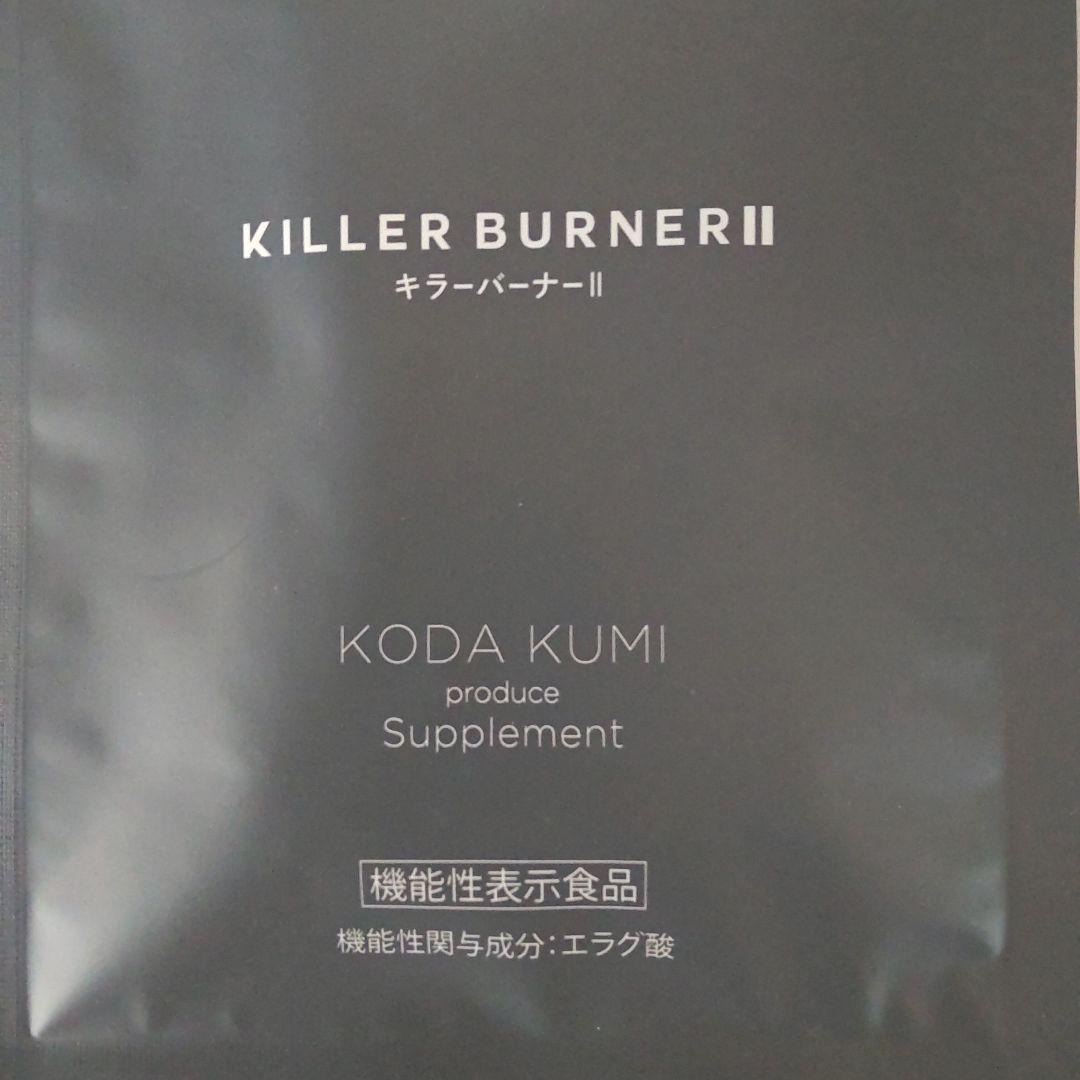 KILLER BURNERⅡ
キラーバーナーⅡ
KODA KUMI
produce
Supplement
機能性表示食品
機能性関与成分：エラグ酸